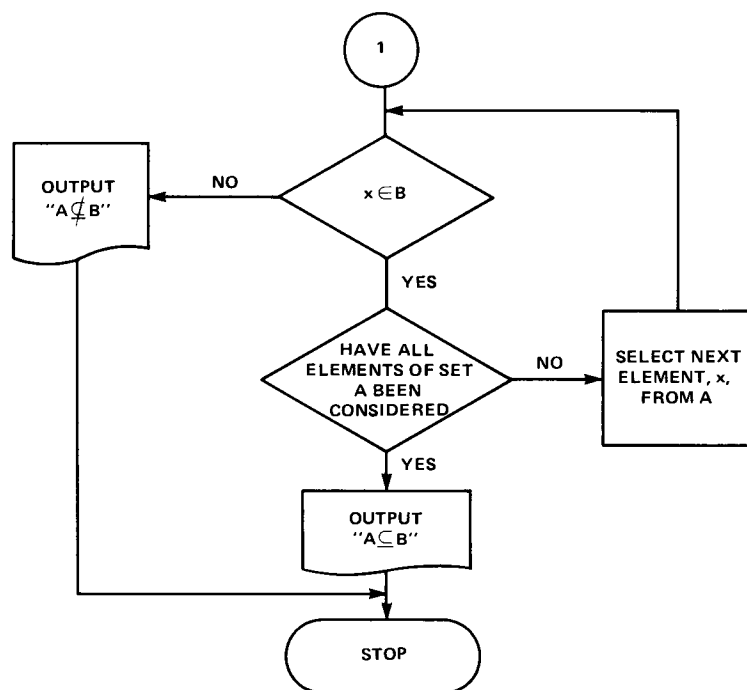 1
x ∈ B
NO
OUTPUT
"A ⊈ B"
YES
HAVE ALL
ELEMENTS OF SET
A BEEN
CONSIDERED
NO
SELECT NEXT
ELEMENT, x,
FROM A
YES
OUTPUT
"A ⊆ B"
STOP